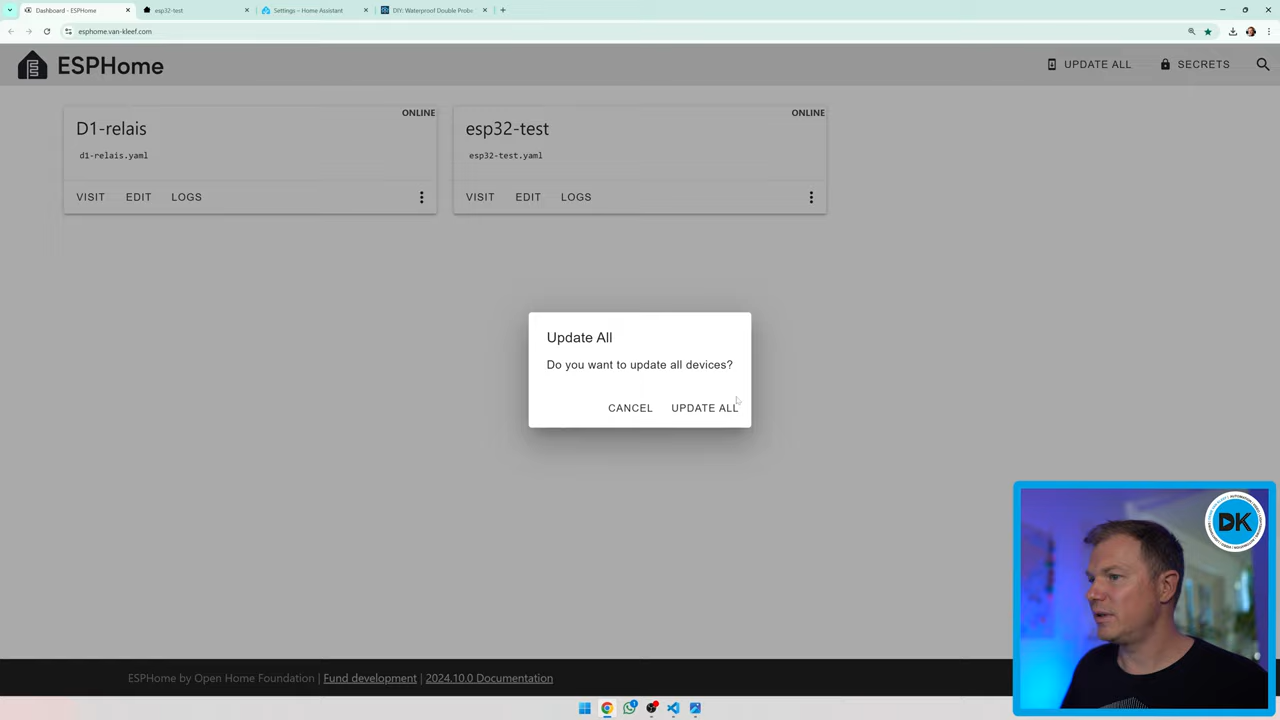 Dashboard - ESPHome
esp32-test
Settings – Home Assistant
DIY: Waterproof Double Probe
esphome.van-kleef.com
ESPHome
UPDATE ALL
SECRETS
ONLINE
D1-relais
d1-relais.yaml
VISIT
EDIT
LOGS
ONLINE
esp32-test
esp32-test.yaml
VISIT
EDIT
LOGS
Update All
Do you want to update all devices?
CANCEL
UPDATE ALL
DK
ESPHome by Open Home Foundation | Fund development | 2024.10.0 Documentation